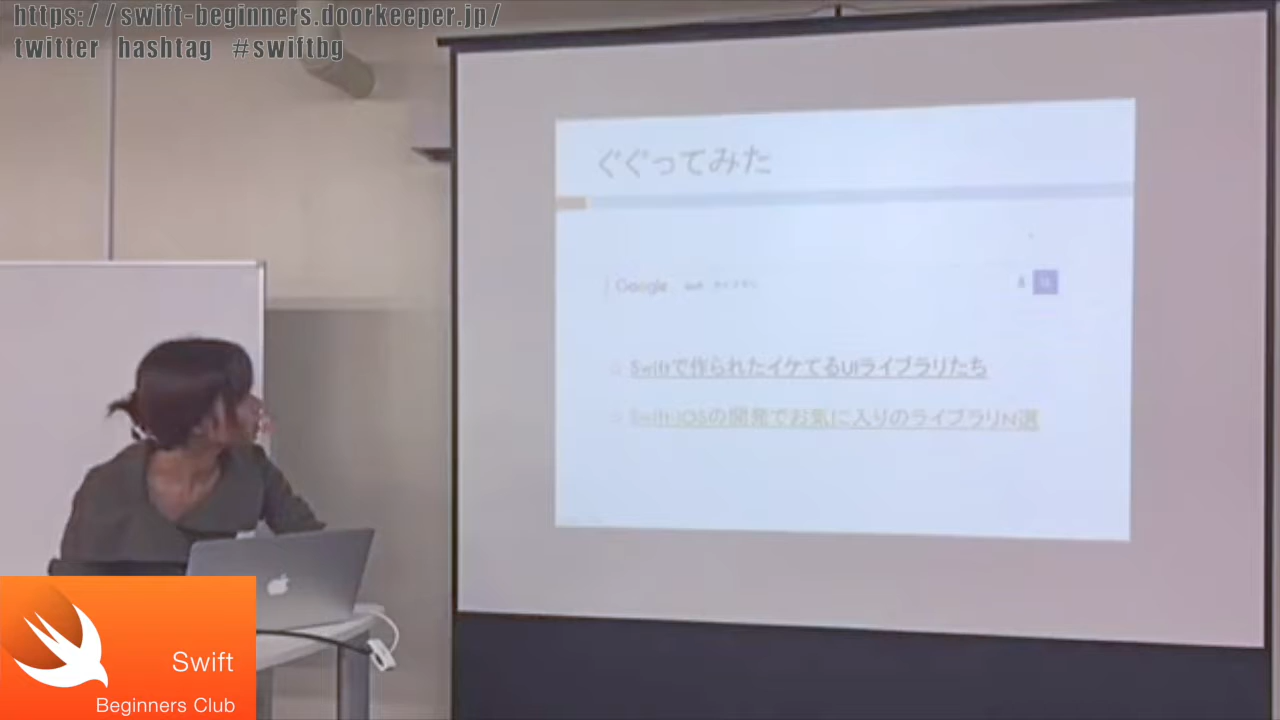 https://swift-beginners.doorkeeper.jp/
twitter hashtag #swiftbg
ぐぐってみた
Google
Swiftで作られたイケてるUIライブラリたち
Swift iOSの開発でお気に入りのライブラリN選
Swift
Beginners Club